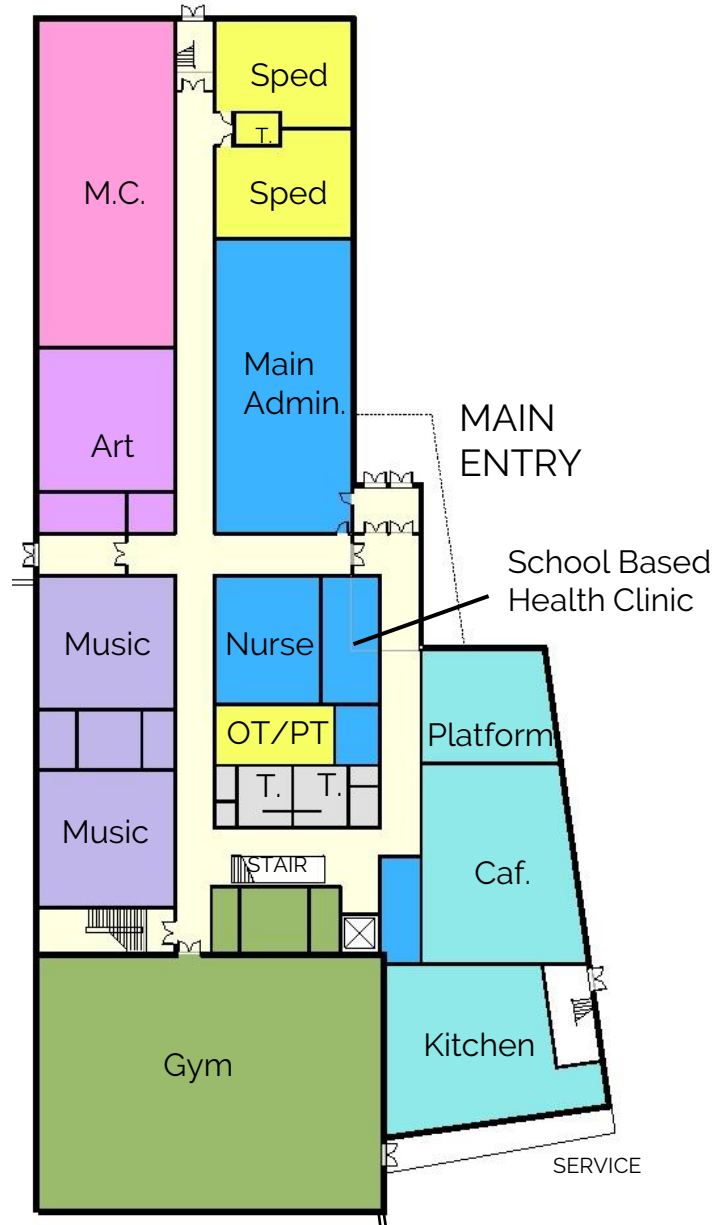 Sped
T.
M.C.
Sped
Main
Admin.
MAIN
ENTRY
Art
School Based
Health Clinic
Music
Nurse
OT/PT
Platform
T.
T.
Music
STAIR
Caf.
Kitchen
Gym
SERVICE